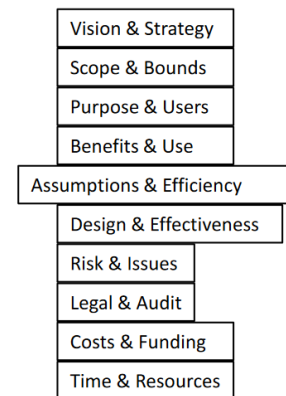 Vision & Strategy
Scope & Bounds
Purpose & Users
Benefits & Use
Assumptions & Efficiency
Design & Effectiveness
Risk & Issues
Legal & Audit
Costs & Funding
Time & Resources